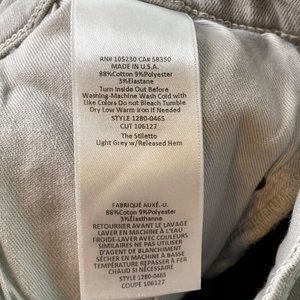 RN# 105230 CA# 58350
MADE IN U.S.A.
88%Cotton 9%Polyester
3%Elastane
Turn Inside Out Before
Washing-Machine Wash Cold with
Like Colors Do not Bleach Tumble
Dry Low Warm Iron if Needed
STYLE 1280-0465
CUT 106127
The Stiletto
Light Grey w/Released Hem
FABRIQUÉ AUX É.-U.
88%Coton 9%Polyester
3%Élasthanne
RETOURNER AVANT LE LAVAGE
LAVER EN MACHINE À L'EAU
FROIDE-LAVER AVEC COULEURS
SIMILAIRES NE PAS UTILISER
D'AGENT DE BLANCHIMENT
SÉCHER EN MACHINE À BASSE
TEMPÉRATURE REPASSER À FER
CHAUD SI NÉCESSAIRE
STYLE 1280-0465
COUPE 106127